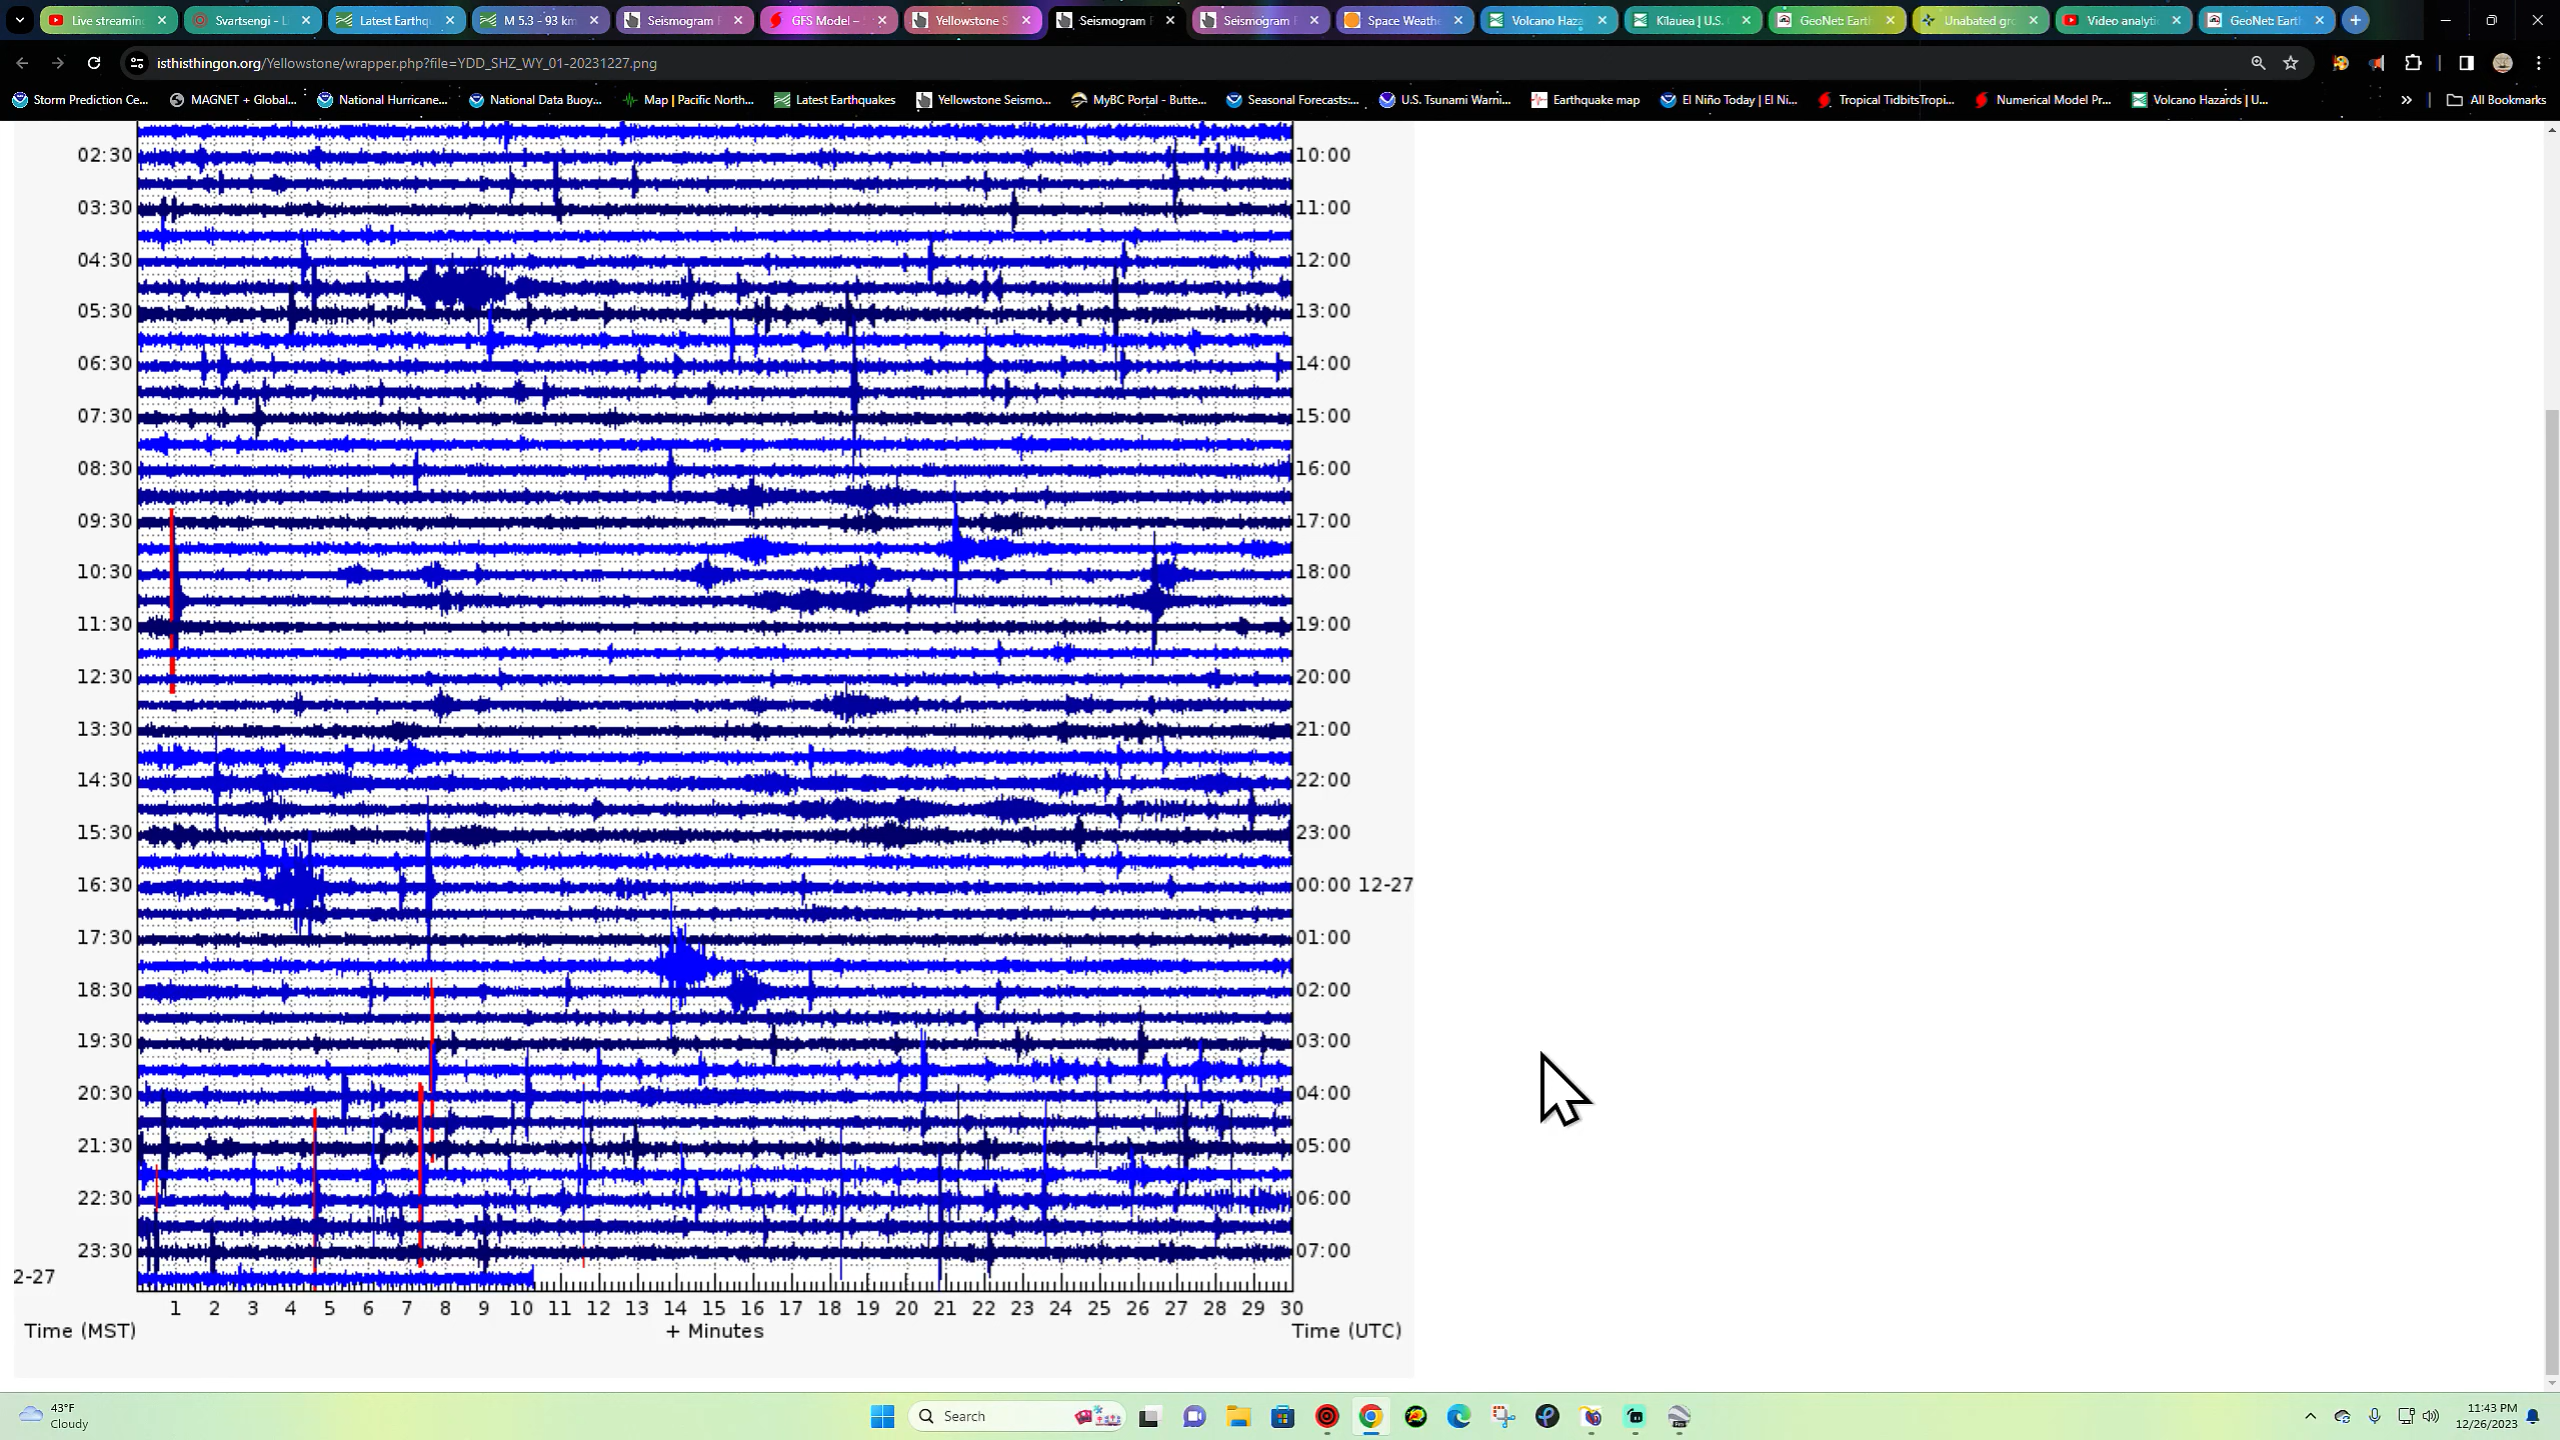 Live streaming
Svartsengi - Li
Latest Earthqu
M 5.3 - 93 km
Seismogram F
GFS Model –
Yellowstone S
Seismogram F
Seismogram F
Space Weathe
Volcano Haza
Kilauea | U.S.
GeoNet: Earth
Unabated gr
Video analyti
GeoNet: Earth
isthisthingon.org/Yellowstone/wrapper.php?file=YDD_SHZ_WY_01-20231227.png
Storm Prediction Ce...
MAGNET + Global...
National Hurricane...
National Data Buoy...
Map | Pacific North...
Latest Earthquakes
Yellowstone Seismo...
MyBC Portal - Butte...
Seasonal Forecasts:...
U.S. Tsunami Warni...
Earthquake map
El Niño Today | El Ni...
Tropical TidbitsTropi...
Numerical Model Pr...
Volcano Hazards | U...
All Bookmarks
02:30 10:00
03:30 11:00
04:30 12:00
05:30 13:00
06:30 14:00
07:30 15:00
08:30 16:00
09:30 17:00
10:30 18:00
11:30 19:00
12:30 20:00
13:30 21:00
14:30 22:00
15:30 23:00
16:30 00:00 12-27
17:30 01:00
18:30 02:00
19:30 03:00
20:30 04:00
21:30 05:00
22:30 06:00
23:30 07:00
2-27
1 2 3 4 5 6 7 8 9 10 11 12 13 14 15 16 17 18 19 20 21 22 23 24 25 26 27 28 29 30
Time (MST) + Minutes Time (UTC)
43°F
Cloudy
Search
11:43 PM
12/26/2023